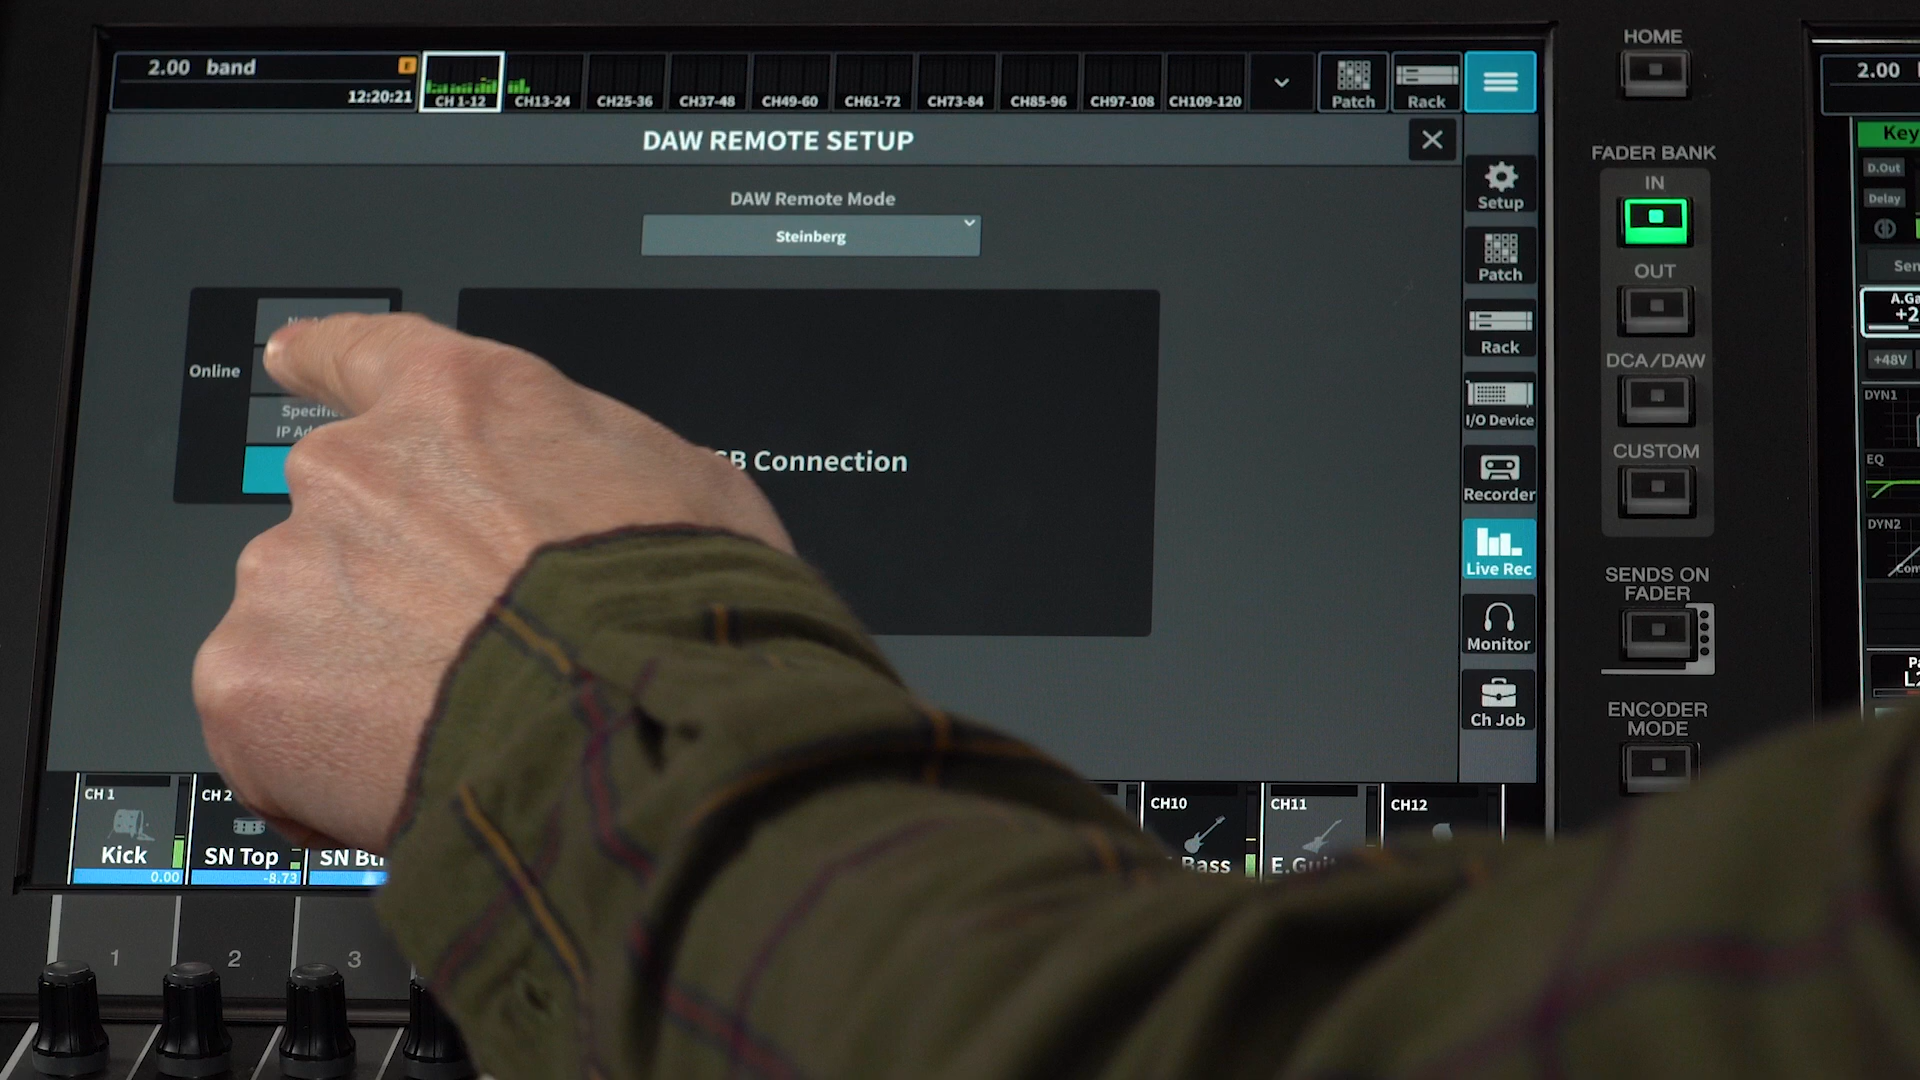 2.00 band E
12:20:21
CH 1-12
CH13-24
CH25-36
CH37-48
CH49-60
CH61-72
CH73-84
CH85-96
CH97-108
CH109-120
Patch
Rack
DAW REMOTE SETUP
DAW Remote Mode
Steinberg
Online
Connection
Setup
Patch
Rack
I/O Device
Recorder
Live Rec
Monitor
Ch Job
CH 1
Kick
0.00
CH 2
SN Top
-8.73
SN
CH10
Bass
CH11
CH12
1
2
3
HOME
FADER BANK
IN
OUT
DCA/DAW
CUSTOM
SENDS ON
FADER
ENCODER
MODE
2.00
Key
D.Out
Delay
+48V
DYN1
EQ
DYN2